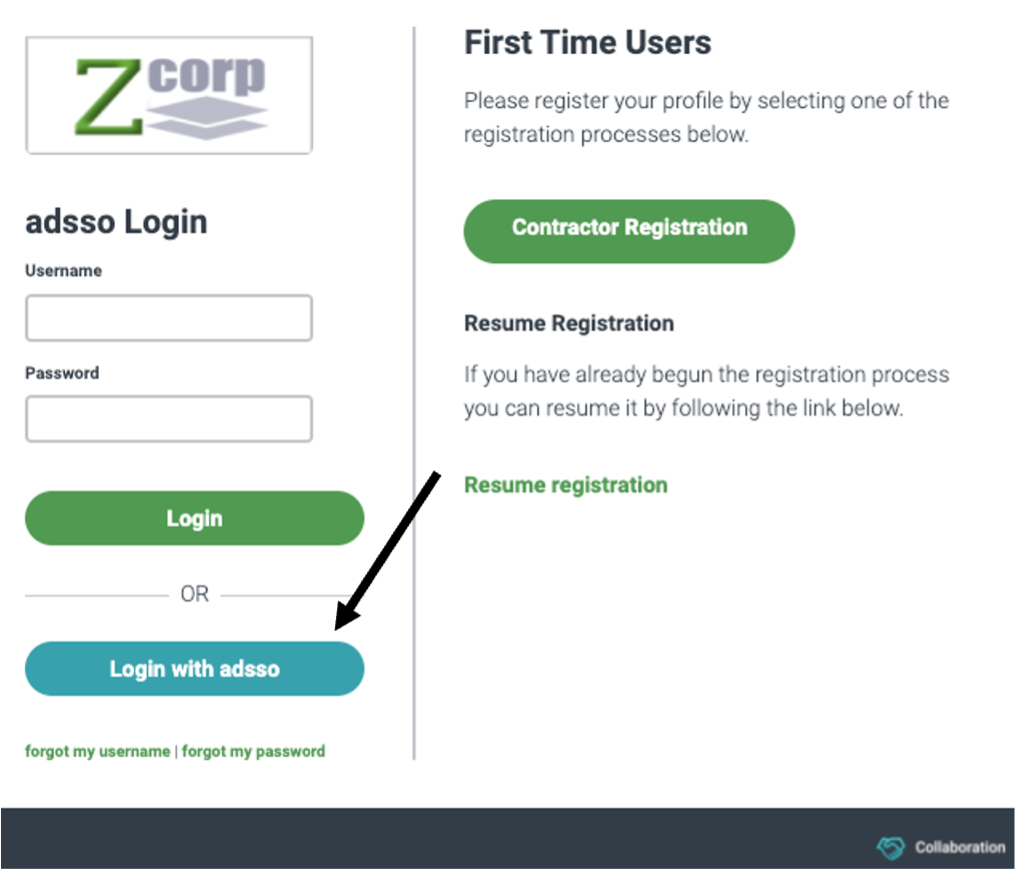 Zcorp
adsso Login
Username
Password
Login
OR
Login with adsso
forgot my username | forgot my password
First Time Users
Please register your profile by selecting one of the
registration processes below.
Contractor Registration
Resume Registration
If you have already begun the registration process
you can resume it by following the link below.
Resume registration
Collaboration